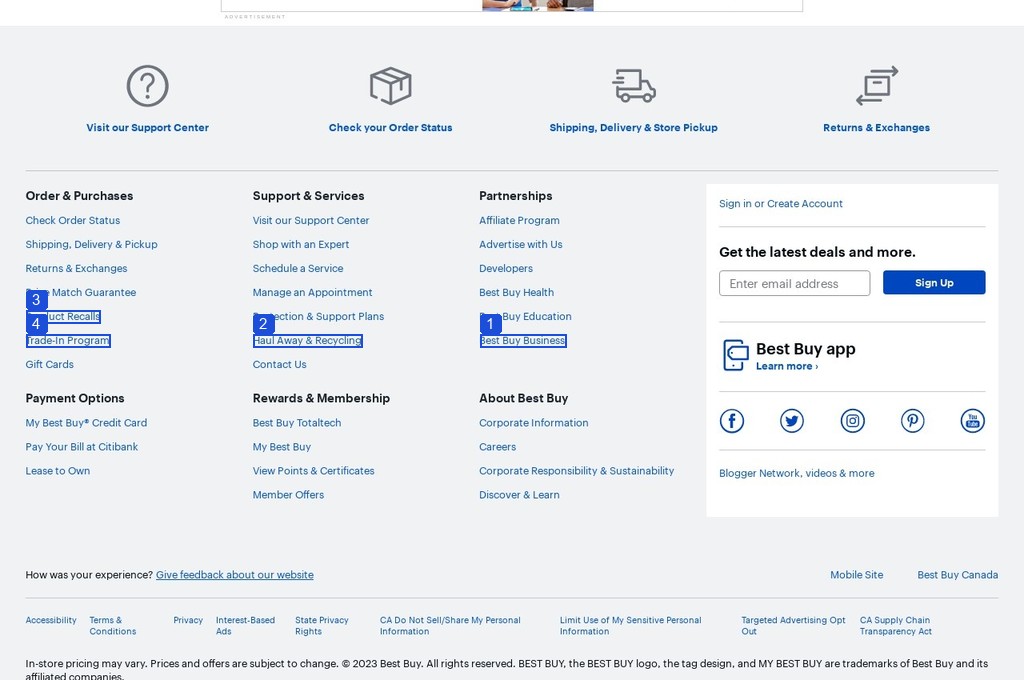 ADVERTISEMENT
Visit our Support Center
Check your Order Status
Shipping, Delivery & Store Pickup
Returns & Exchanges
Order & Purchases
Check Order Status
Shipping, Delivery & Pickup
Returns & Exchanges
Match Guarantee
3
uct Recalls
4
Trade-In Program
Gift Cards
Support & Services
Visit our Support Center
Shop with an Expert
Schedule a Service
Manage an Appointment
ection & Support Plans
2
Haul Away & Recycling
Contact Us
Partnerships
Affiliate Program
Advertise with Us
Developers
Best Buy Health
Buy Education
1
Best Buy Business
Payment Options
My Best Buy® Credit Card
Pay Your Bill at Citibank
Lease to Own
Rewards & Membership
Best Buy Totaltech
My Best Buy
View Points & Certificates
Member Offers
About Best Buy
Corporate Information
Careers
Corporate Responsibility & Sustainability
Discover & Learn
Sign in or Create Account
Get the latest deals and more.
Enter email address
Sign Up
Best Buy app
Learn more ›
You
Tube
Blogger Network, videos & more
How was your experience? Give feedback about our website
Mobile Site
Best Buy Canada
Accessibility
Terms &
Conditions
Privacy
Interest-Based
Ads
State Privacy
Rights
CA Do Not Sell/Share My Personal
Information
Limit Use of My Sensitive Personal
Information
Targeted Advertising Opt
Out
CA Supply Chain
Transparency Act
In-store pricing may vary. Prices and offers are subject to change. © 2023 Best Buy. All rights reserved. BEST BUY, the BEST BUY logo, the tag design, and MY BEST BUY are trademarks of Best Buy and its
affiliated companies.